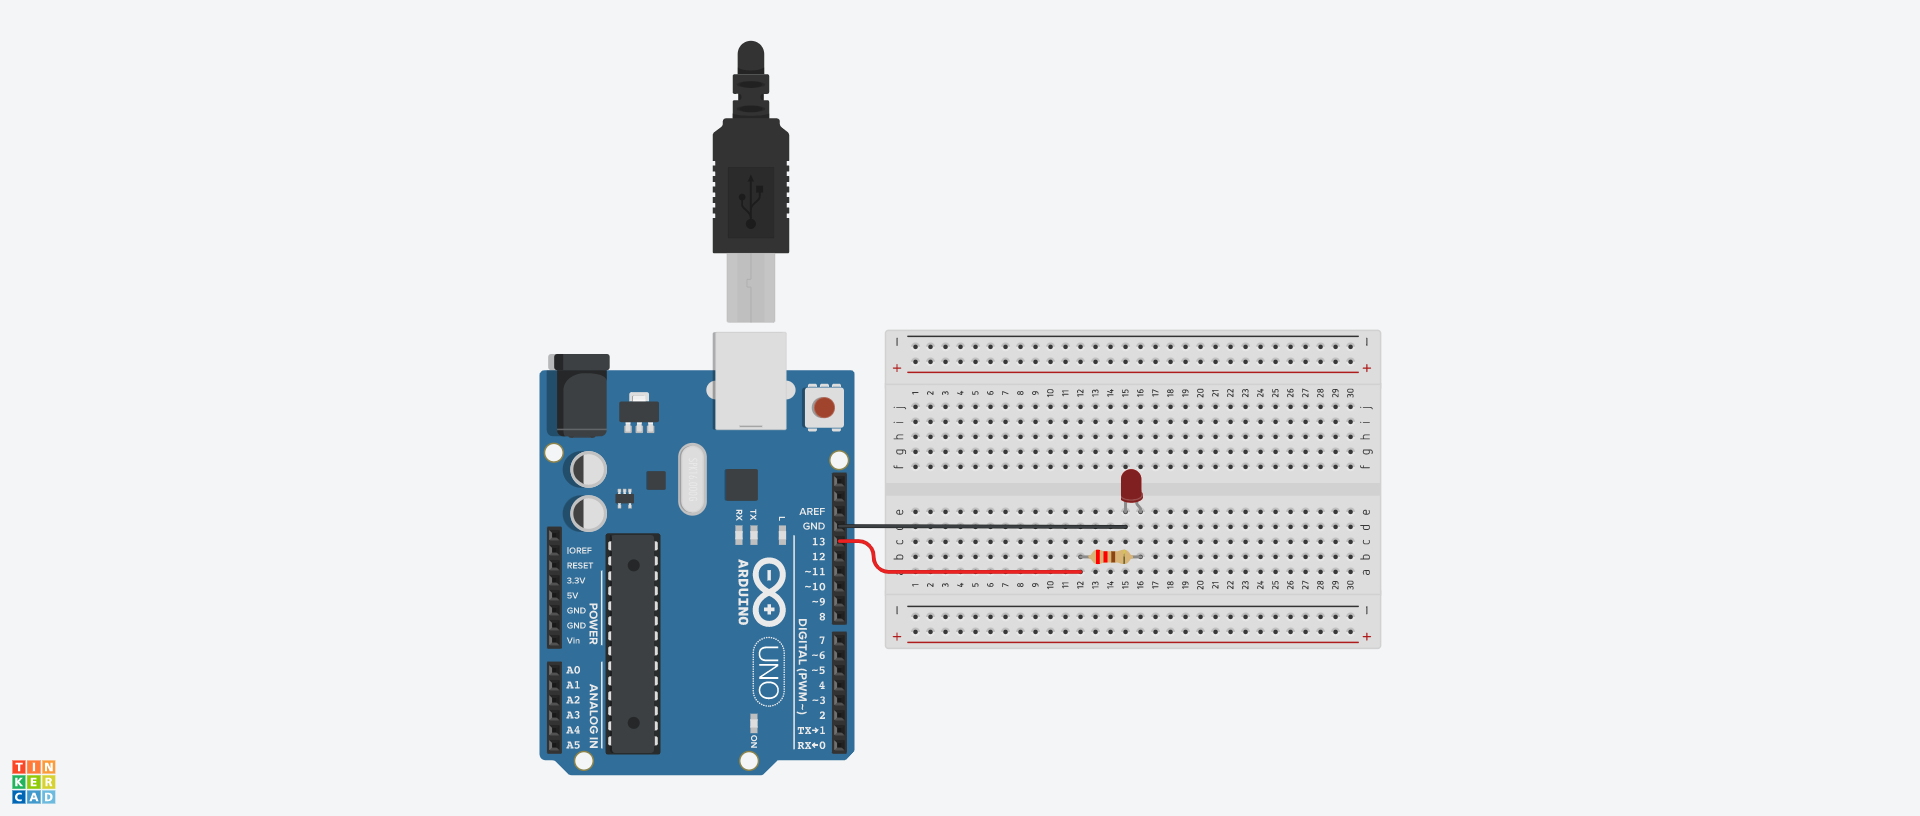 − −
+ +
1 2 3 4 5 6 7 8 9 10 11 12 13 14 15 16 17 18 19 20 21 22 23 24 25 26 27 28 29 30
j j
i i
h h
g g
f f
e e
d
c c
b b
a
1 2 3 4 5 6 7 8 9 10 11 12 13 14 15 16 17 18 19 20 21 22 23 24 25 26 27 28 29 30
− −
+ +
AREF
GND
13
12
~11
~10
~9
8
7
~6
~5
4
~3
2
TX→1
RX←0
DIGITAL (PWM~)
RX
TX
L
ARDUINO
UNO
ON
IOREF
RESET
3.3V
5V
GND
GND
Vin
POWER
A0
A1
A2
A3
A4
A5
ANALOG IN
TIN
KER
CAD